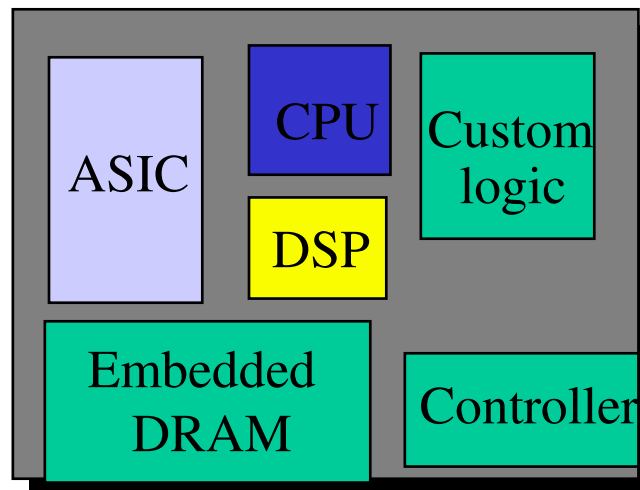 ASIC
CPU
Custom
logic
DSP
Embedded
DRAM
Controller